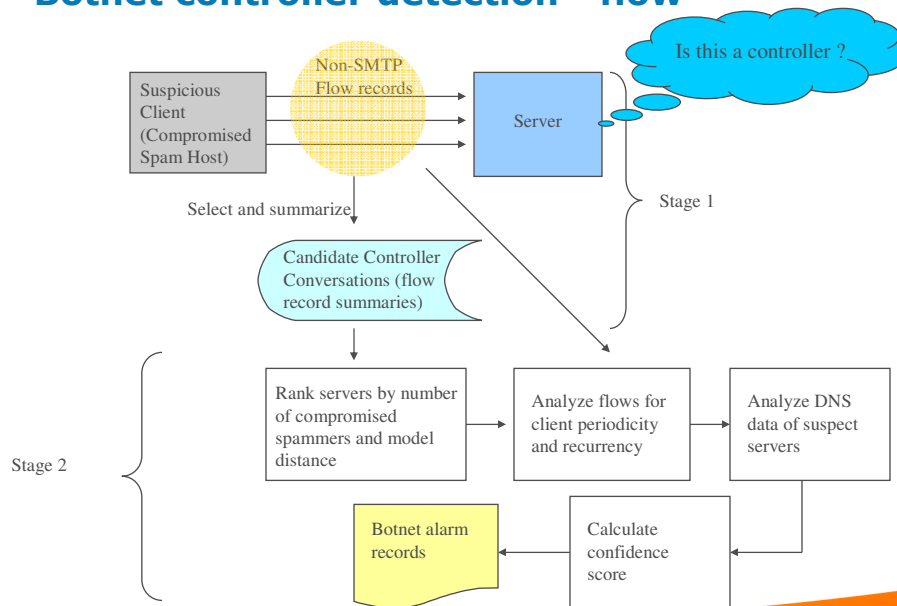 Botnet controller detection - flow
Is this a controller ?
Non-SMTP
Flow records
Suspicious
Client
(Compromised
Spam Host)
Server
Stage 1
Select and summarize
Candidate Controller
Conversations (flow
record summaries)
Stage 2
Rank servers by number
of compromised
spammers and model
distance
Analyze flows for
client periodicity
and recurrency
Analyze DNS
data of suspect
servers
Botnet alarm
records
Calculate
confidence
score